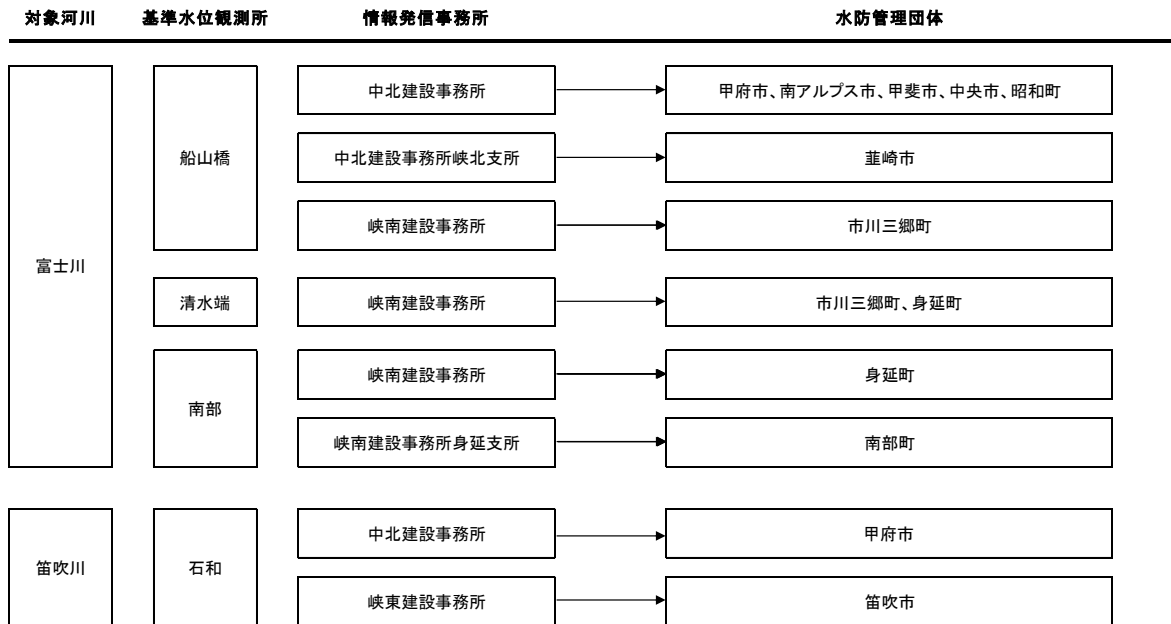 対象河川 基準水位観測所 情報発信事務所 水防管理団体
富士川
船山橋
中北建設事務所 甲府市、南アルプス市、甲斐市、中央市、昭和町
中北建設事務所峡北支所 韮崎市
峡南建設事務所 市川三郷町
清水端
峡南建設事務所 市川三郷町、身延町
南部
峡南建設事務所 身延町
峡南建設事務所身延支所 南部町
笛吹川
石和
中北建設事務所 甲府市
峡東建設事務所 笛吹市